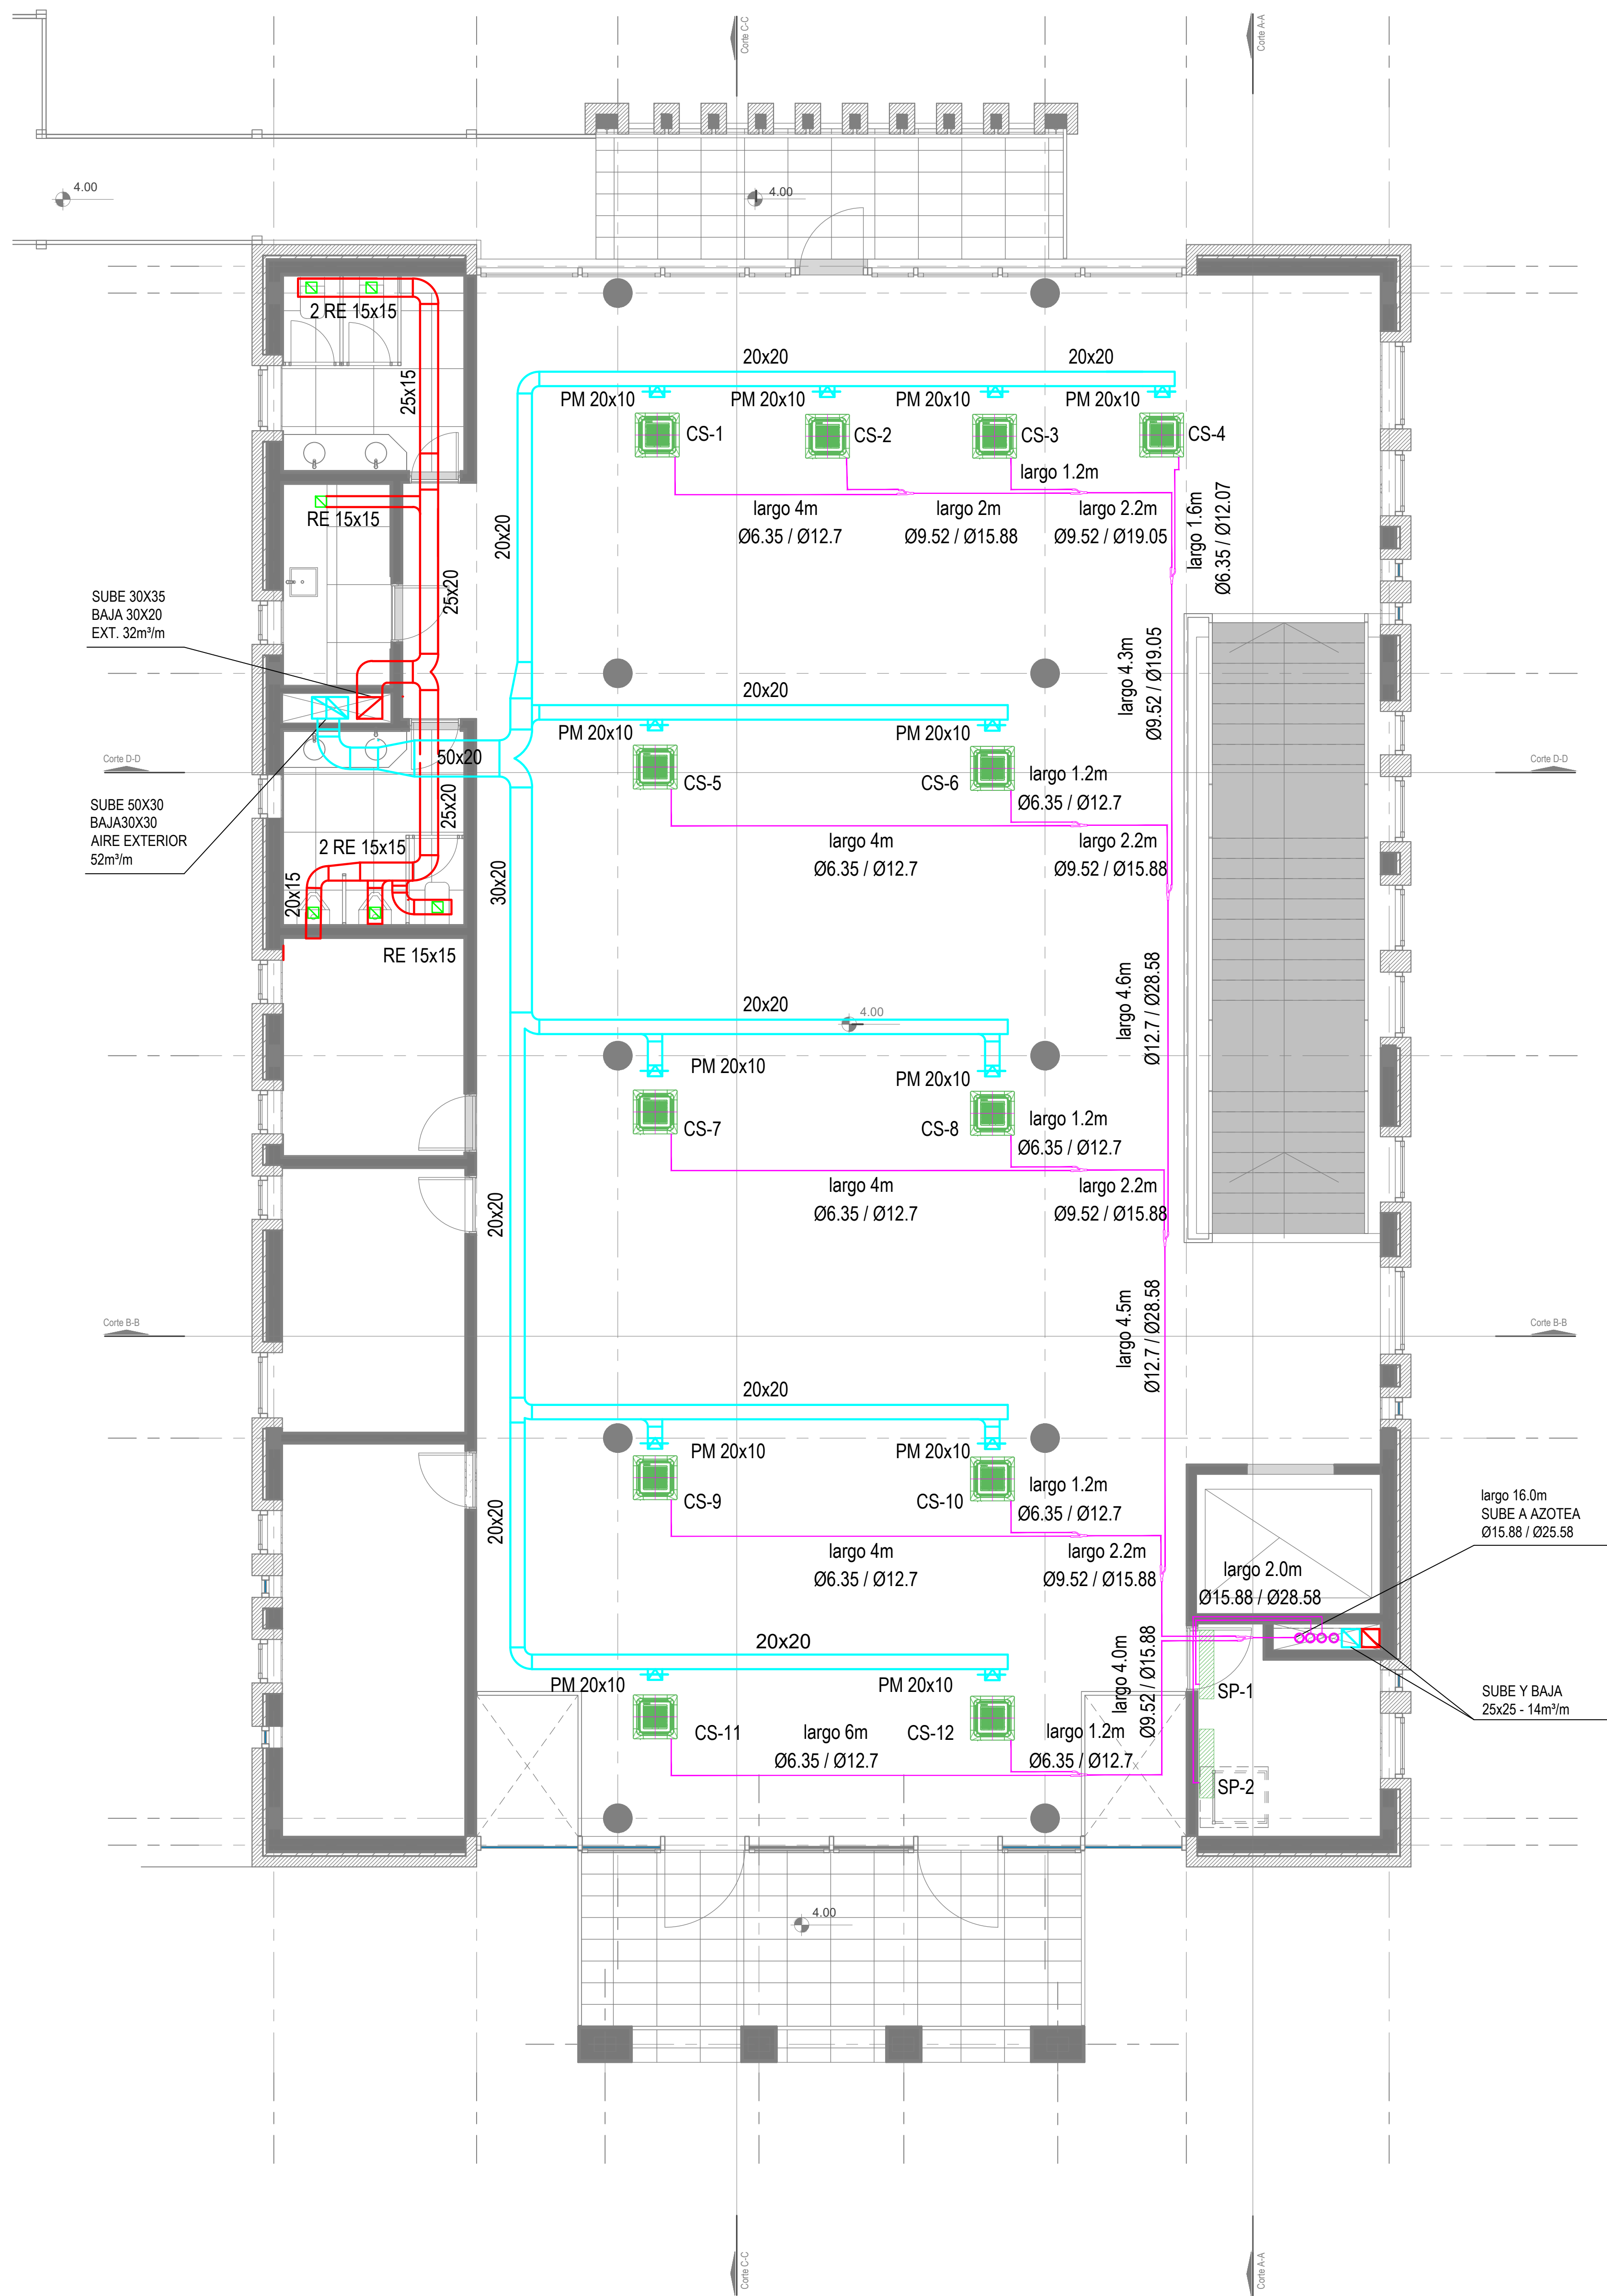 Corte C-C
Corte A-A
4.00
4.00
2 RE 15x15
25x15
20x20
20x20
PM 20x10
PM 20x10
PM 20x10
PM 20x10
CS-1
CS-2
CS-3
CS-4
largo 1.2m
largo 4m
Ø6.35 / Ø12.7
largo 2m
Ø9.52 / Ø15.88
largo 2.2m
Ø9.52 / Ø19.05
largo 1.6m
Ø6.35 / Ø12.07
RE 15x15
20x20
25x20
SUBE 30X35
BAJA 30X20
EXT. 32m³/m
largo 4.3m
Ø9.52 / Ø19.05
20x20
PM 20x10
PM 20x10
50x20
CS-5
CS-6
largo 1.2m
Ø6.35 / Ø12.7
Corte D-D
Corte D-D
SUBE 50X30
BAJA30X30
AIRE EXTERIOR
52m³/m
25x20
2 RE 15x15
20x15
30x20
largo 4m
Ø6.35 / Ø12.7
largo 2.2m
Ø9.52 / Ø15.88
RE 15x15
20x20
4.00
largo 4.6m
Ø12.7 / Ø28.58
PM 20x10
PM 20x10
CS-7
CS-8
largo 1.2m
Ø6.35 / Ø12.7
20x20
largo 4m
Ø6.35 / Ø12.7
largo 2.2m
Ø9.52 / Ø15.88
Corte B-B
Corte B-B
largo 4.5m
Ø12.7 / Ø28.58
20x20
PM 20x10
PM 20x10
CS-9
CS-10
largo 1.2m
Ø6.35 / Ø12.7
20x20
largo 4m
Ø6.35 / Ø12.7
largo 2.2m
Ø9.52 / Ø15.88
largo 16.0m
SUBE A AZOTEA
Ø15.88 / Ø25.58
largo 2.0m
Ø15.88 / Ø28.58
20x20
PM 20x10
PM 20x10
largo 4.0m
Ø9.52 / Ø15.88
SP-1
SUBE Y BAJA
25x25 - 14m³/m
CS-11
largo 6m
Ø6.35 / Ø12.7
CS-12
largo 1.2m
Ø6.35 / Ø12.7
SP-2
4.00
Corte C-C
Corte A-A